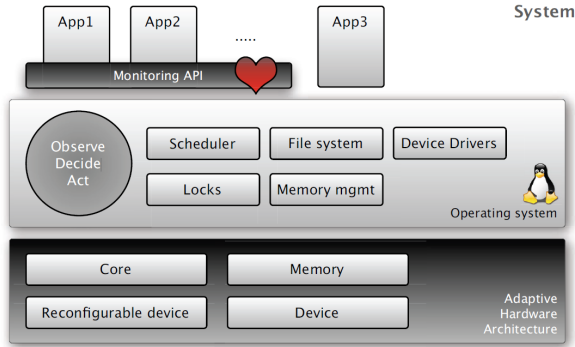 System
App1
App2
.....
App3
Monitoring API
Observe
Decide
Act
Scheduler
File system
Device Drivers
Locks
Memory mgmt
Operating system
Core
Memory
Reconfigurable device
Device
Adaptive
Hardware
Architecture